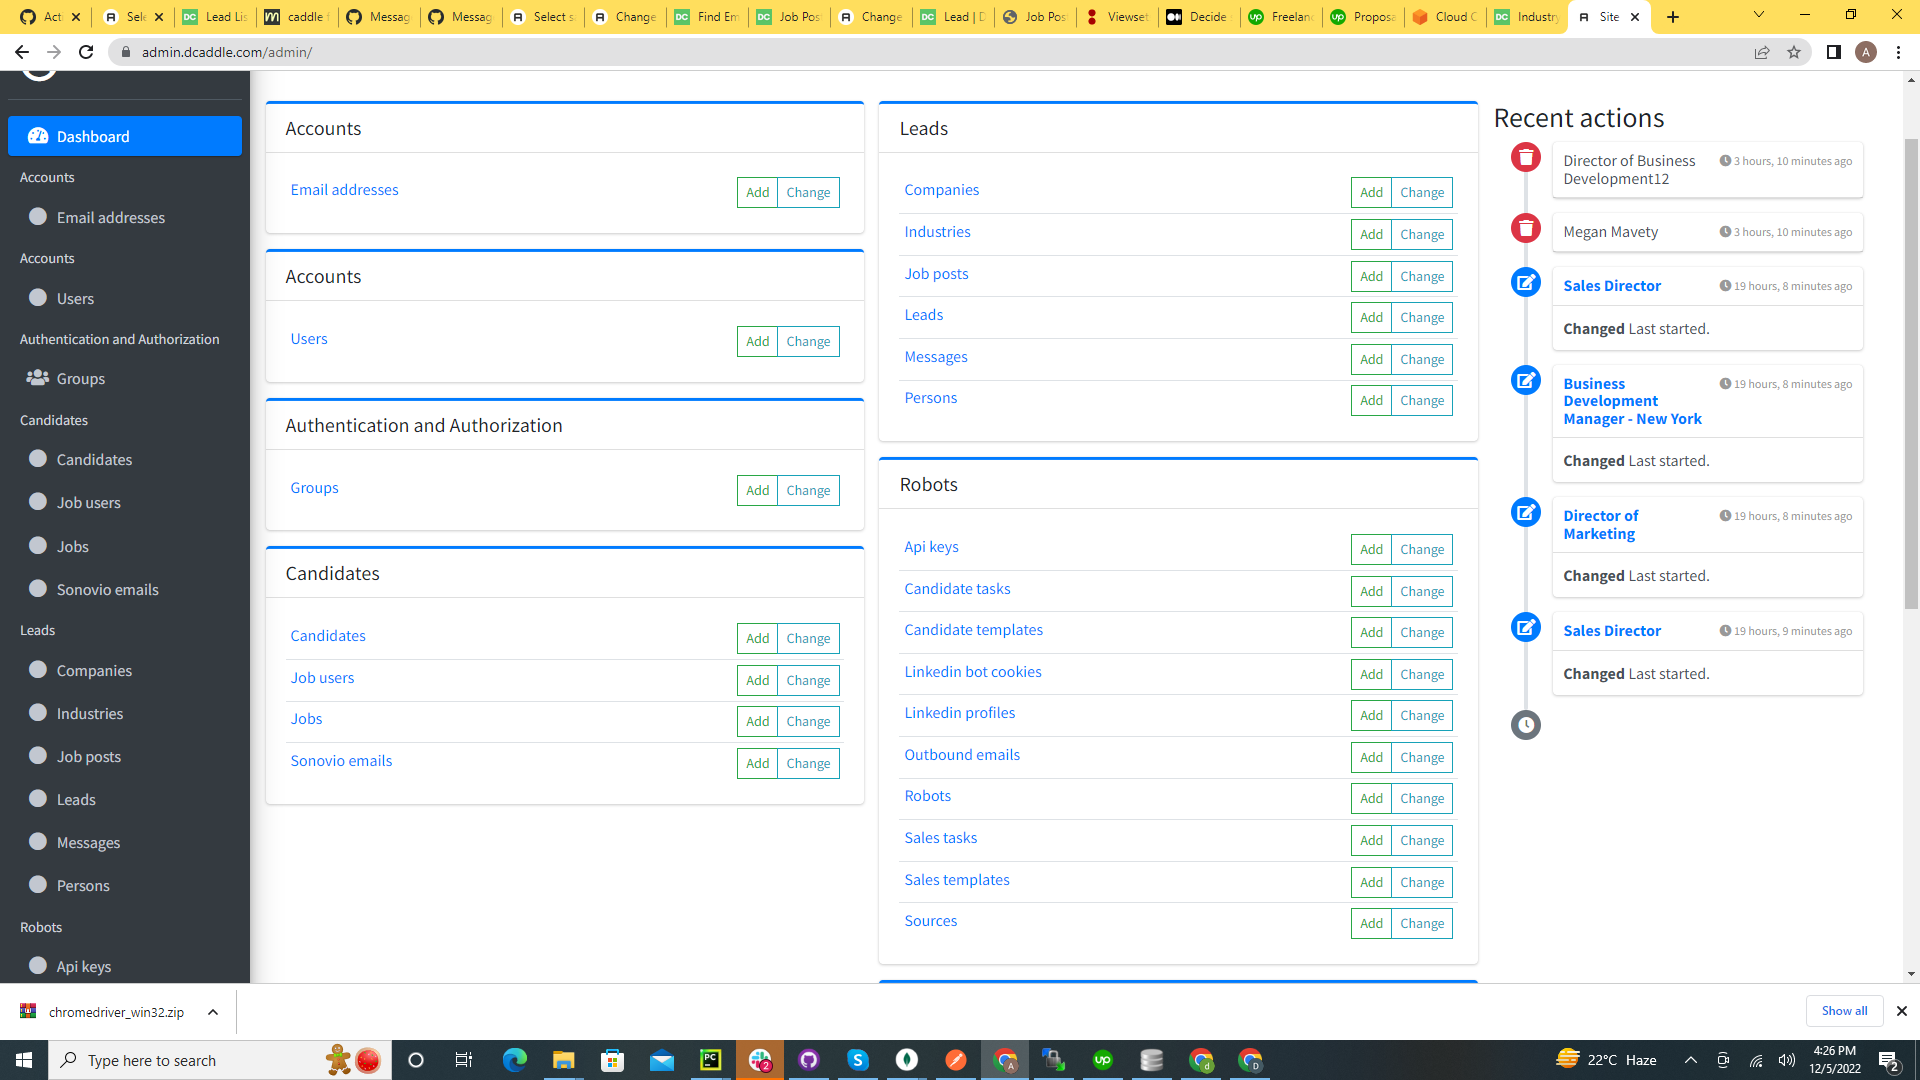 Acti
Sele
Lead Lis
caddle f
Messag
Messag
Select s
Change
Find Em
Job Pos
Change
Lead | D
Job Pos
Viewset
Decide
Freelanc
Proposa
Cloud C
Industry
Site
admin.dcaddle.com/admin/
A
Dashboard
Accounts
Email addresses
Accounts
Users
Authentication and Authorization
Groups
Candidates
Candidates
Job users
Jobs
Sonovio emails
Leads
Companies
Industries
Job posts
Leads
Messages
Persons
Robots
Api keys
Accounts
Email addresses Add Change
Accounts
Users Add Change
Authentication and Authorization
Groups Add Change
Candidates
Candidates Add Change
Job users Add Change
Jobs Add Change
Sonovio emails Add Change
Leads
Companies Add Change
Industries Add Change
Job posts Add Change
Leads Add Change
Messages Add Change
Persons Add Change
Robots
Api keys Add Change
Candidate tasks Add Change
Candidate templates Add Change
Linkedin bot cookies Add Change
Linkedin profiles Add Change
Outbound emails Add Change
Robots Add Change
Sales tasks Add Change
Sales templates Add Change
Sources Add Change
Recent actions
Director of Business 3 hours, 10 minutes ago
Development12
Megan Mavety 3 hours, 10 minutes ago
Sales Director 19 hours, 8 minutes ago
Changed Last started.
Business 19 hours, 8 minutes ago
Development
Manager - New York
Changed Last started.
Director of 19 hours, 8 minutes ago
Marketing
Changed Last started.
Sales Director 19 hours, 9 minutes ago
Changed Last started.
chromedriver_win32.zip
Show all
Type here to search
22°C Haze
4:26 PM
12/5/2022
2